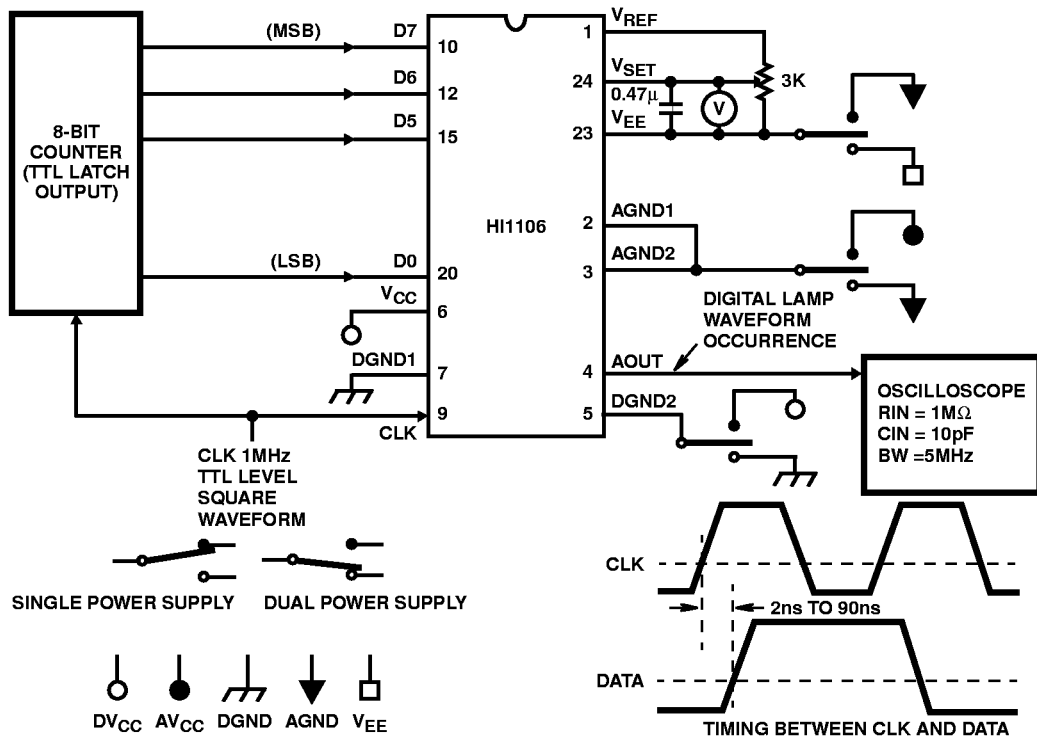 8-BIT
COUNTER
(TTL LATCH
OUTPUT)
(MSB)
D7
10
D6
12
D5
15
(LSB)
D0
20
VCC
6
DGND1
7
9
CLK
HI1106
1
VREF
24
VSET
0.47µ
V
3K
23
VEE
2
AGND1
3
AGND2
DIGITAL LAMP
WAVEFORM
OCCURRENCE
4
AOUT
5
DGND2
OSCILLOSCOPE
RIN = 1MΩ
CIN = 10pF
BW =5MHz
CLK 1MHz
TTL LEVEL
SQUARE
WAVEFORM
SINGLE POWER SUPPLY
DUAL POWER SUPPLY
DVCC
AVCC
DGND
AGND
VEE
CLK
2ns TO 90ns
DATA
TIMING BETWEEN CLK AND DATA